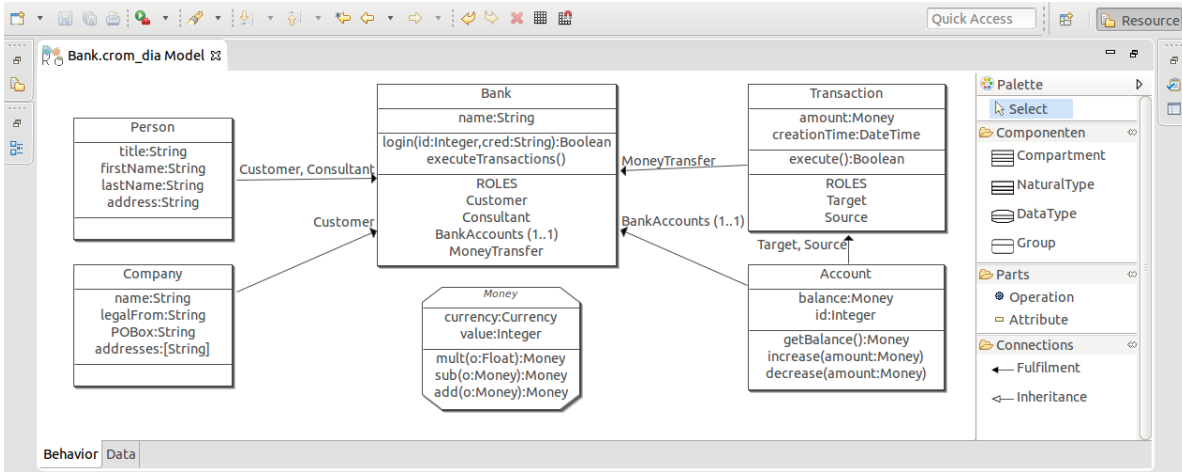 Quick Access
Resource
Bank.crom_dia Model
Person
title:String
firstName:String
lastName:String
address:String
Company
name:String
legalFrom:String
POBox:String
addresses:[String]
Customer, Consultant
Customer
Bank
name:String
login(id:Integer,cred:String):Boolean
executeTransactions()
ROLES
Customer
Consultant
BankAccounts (1..1)
MoneyTransfer
Money
currency:Currency
value:Integer
mult(o:Float):Money
sub(o:Money):Money
add(o:Money):Money
MoneyTransfer
BankAccounts (1..1)
Transaction
amount:Money
creationTime:DateTime
execute():Boolean
ROLES
Target
Source
Target, Source
Account
balance:Money
id:Integer
getBalance():Money
increase(amount:Money)
decrease(amount:Money)
Palette
Select
Componenten
Compartment
NaturalType
DataType
Group
Parts
Operation
Attribute
Connections
Fulfilment
Inheritance
Behavior Data